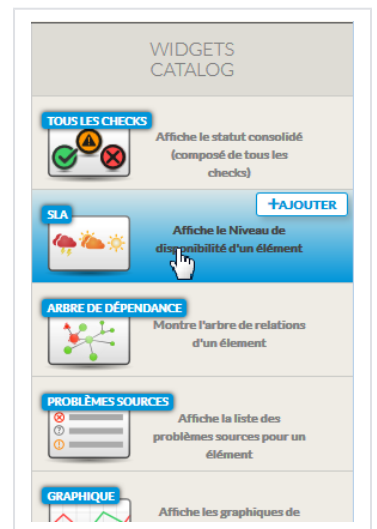 WIDGETS
CATALOG
TOUS LES CHECKS
Affiche le statut consolidé
(composé de tous les
checks)
+AJOUTER
SLA
Affiche le Niveau de
disponibilité d'un élément
ARBRE DE DÉPENDANCE
Montre l'arbre de relations
d'un élement
PROBLÈMES SOURCES
Affiche la liste des
problèmes sources pour un
élément
GRAPHIQUE
Affiche les graphiques de